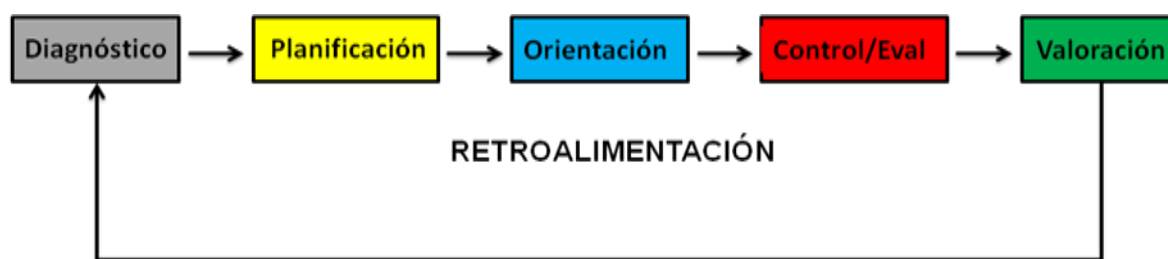 Diagnóstico
Planificación
Orientación
Control/Eval
Valoración
RETROALIMENTACIÓN